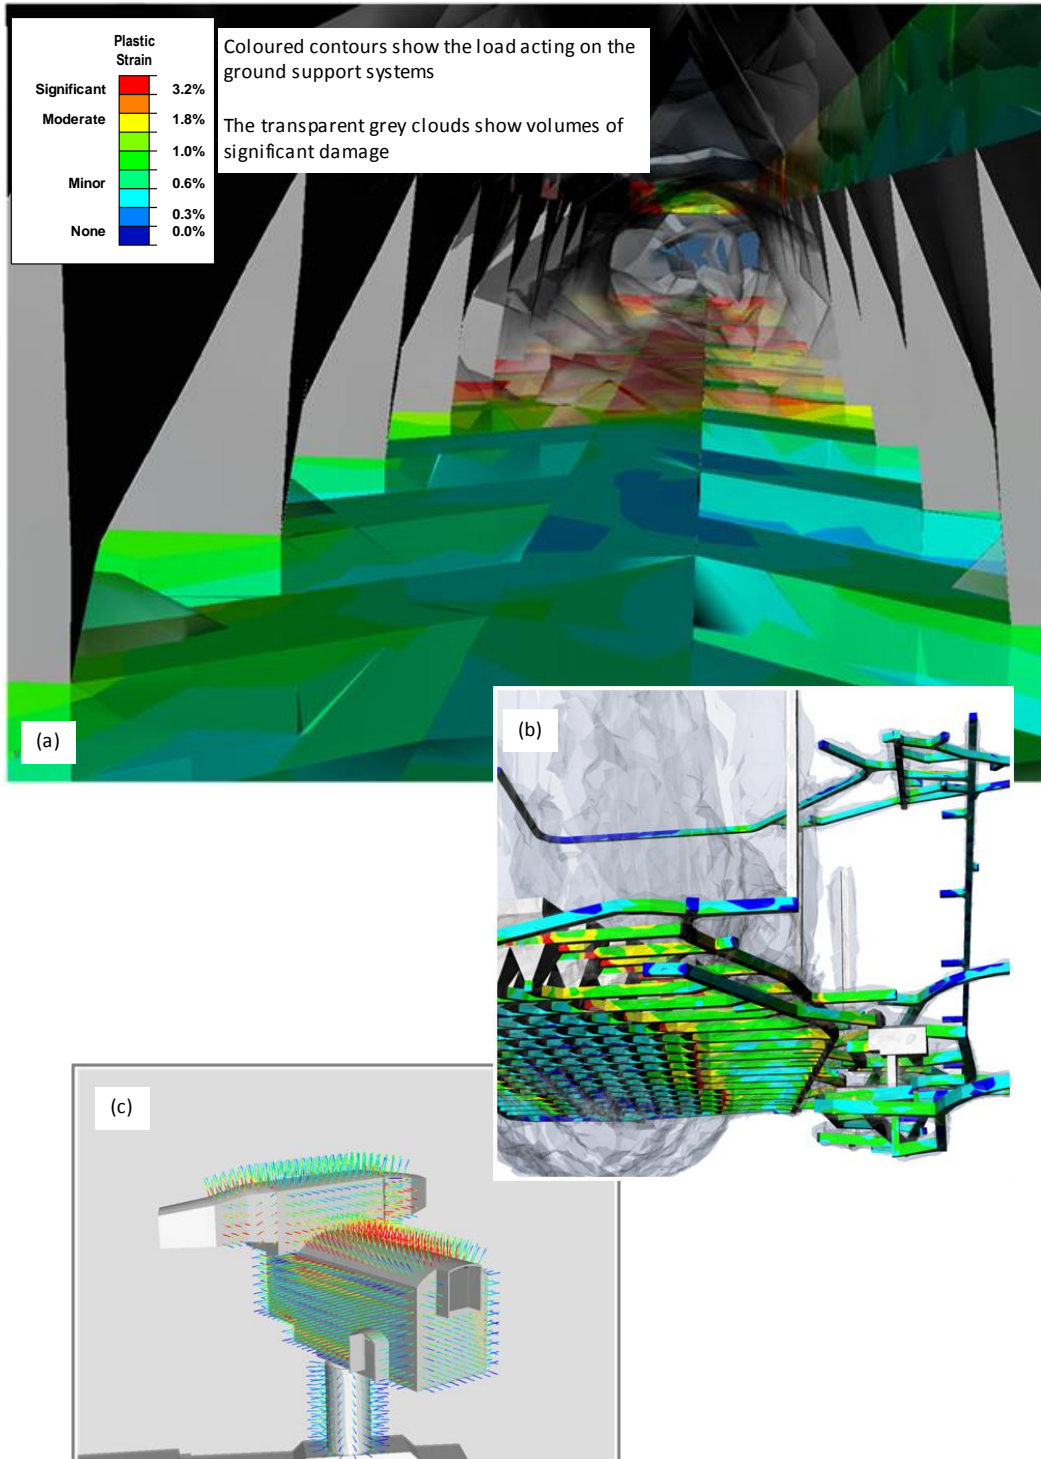 Plastic
Strain
Significant 3.2%
Moderate 1.8%
1.0%
Minor 0.6%
0.3%
None 0.0%
Coloured contours show the load acting on the
ground support systems
The transparent grey clouds show volumes of
significant damage
(a)
(b)
(c)